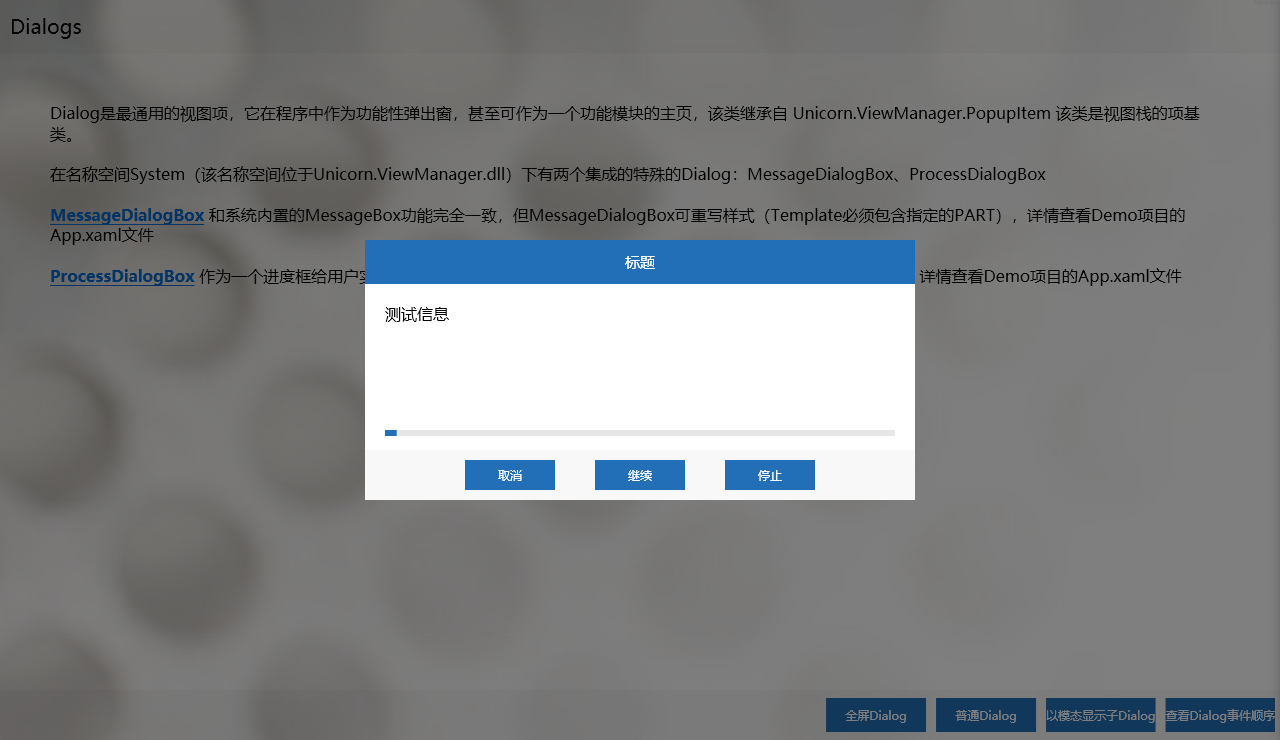 Dialogs
Dialog是最通用的视图项，它在程序中作为功能性弹出窗，甚至可作为一个功能模块的主页，该类继承自 Unicorn.ViewManager.PopupItem 该类是视图栈的项基
类。
在名称空间System（该名称空间位于Unicorn.ViewManager.dll）下有两个集成的特殊的Dialog：MessageDialogBox、ProcessDialogBox
MessageDialogBox 和系统内置的MessageBox功能完全一致，但MessageDialogBox可重写样式（Template必须包含指定的PART），详情查看Demo项目的
App.xaml文件
ProcessDialogBox 作为一个进度框给用户 详情查看Demo项目的App.xaml文件
标题
测试信息
取消 继续 停止
全屏Dialog 普通Dialog 以模态显示子Dialog 查看Dialog事件顺序